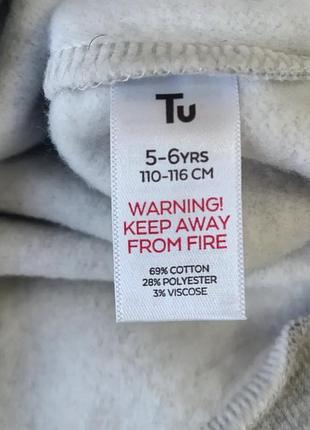 Tu
5-6YRS
110-116 CM
WARNING!
KEEP AWAY
FROM FIRE
69% COTTON
28% POLYESTER
3% VISCOSE